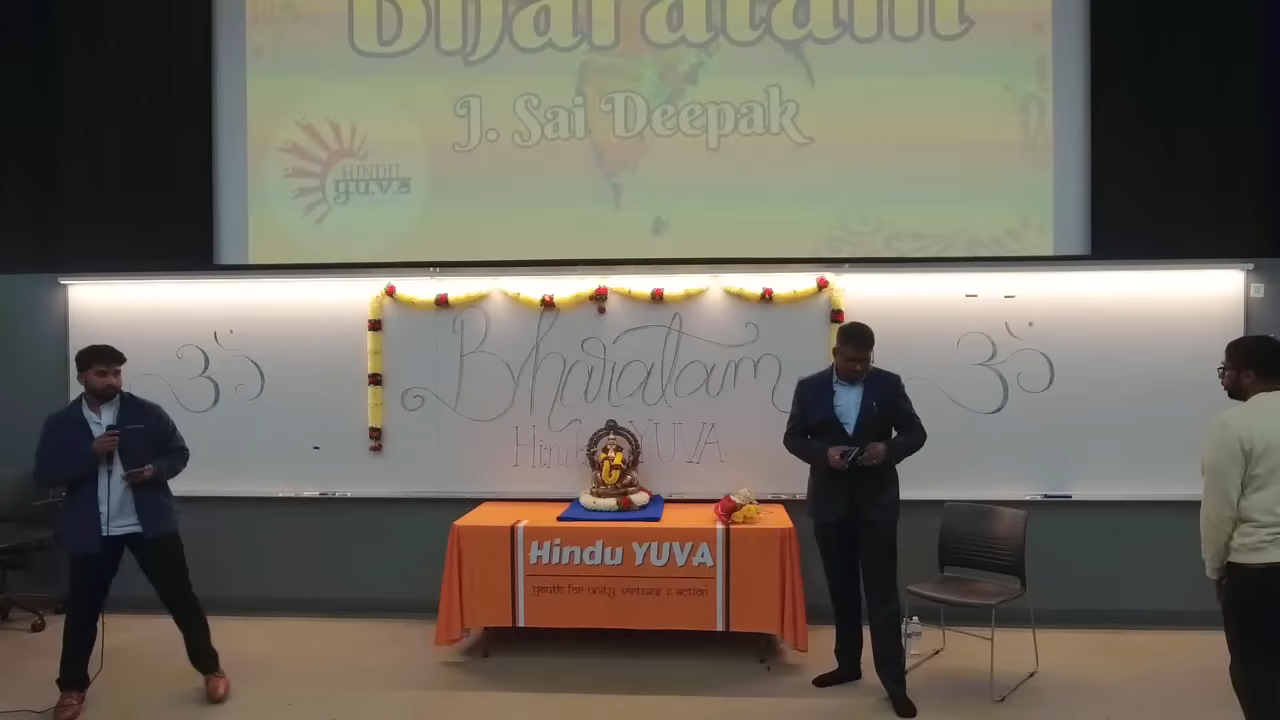 Bharatam
J. Sai Deepak
HINDU
yuva
ॐ
Bharatam
ॐ
Hindu YUVA
Hindu YUVA
youth for unity, virtues & action